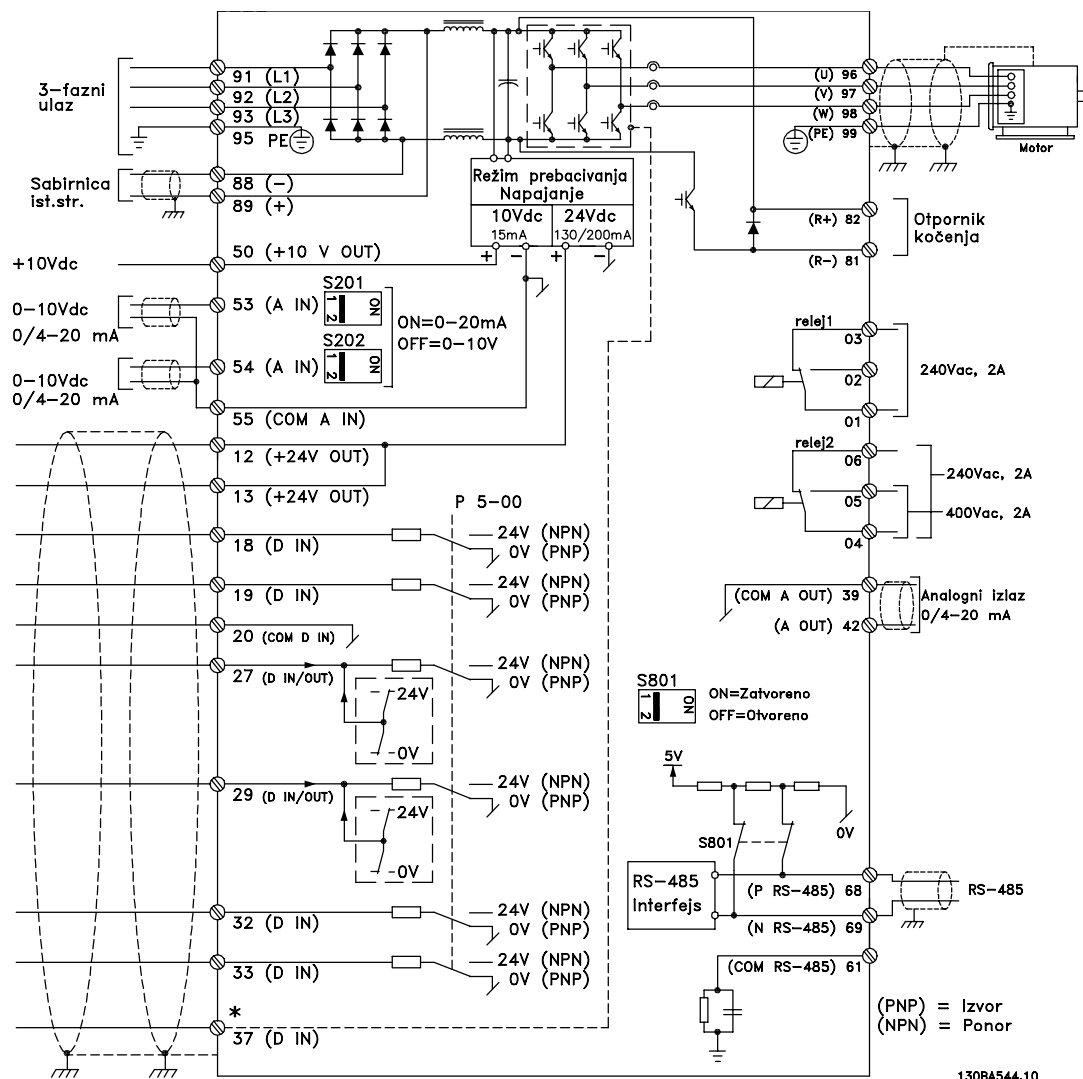 3-fazni
ulaz
91 (L1)
92 (L2)
93 (L3)
95 PE
Sabirnica
ist.str.
88 (-)
89 (+)
+10Vdc
50 (+10 V OUT)
0-10Vdc
0/4-20 mA
53 (A IN)
S201
1 2
ON
0-10Vdc
0/4-20 mA
54 (A IN)
S202
1 2
ON
ON=0-20mA
OFF=0-10V
55 (COM A IN)
12 (+24V OUT)
13 (+24V OUT)
P 5-00
18 (D IN)
24V (NPN)
0V (PNP)
19 (D IN)
24V (NPN)
0V (PNP)
20 (COM D IN)
27 (D IN/OUT)
24V (NPN)
0V (PNP)
24V
0V
29 (D IN/OUT)
24V (NPN)
0V (PNP)
24V
0V
32 (D IN)
24V (NPN)
0V (PNP)
33 (D IN)
24V (NPN)
0V (PNP)
*
37 (D IN)
Režim prebacivanja
Napajanje
10Vdc
15mA
24Vdc
130/200mA
+ - + -
(U) 96
(V) 97
(W) 98
(PE) 99
Motor
(R+) 82
(R-) 81
Otpornik
kočenja
relej1
03
02
01
240Vac, 2A
relej2
06
05
04
240Vac, 2A
400Vac, 2A
(COM A OUT) 39
(A OUT) 42
Analogni izlaz
0/4-20 mA
S801
1 2
ON
ON=Zatvoreno
OFF=Otvoreno
5V
S801
0V
RS-485
Interfejs
(P RS-485) 68
(N RS-485) 69
(COM RS-485) 61
RS-485
(PNP) = Izvor
(NPN) = Ponor
130BA544.10